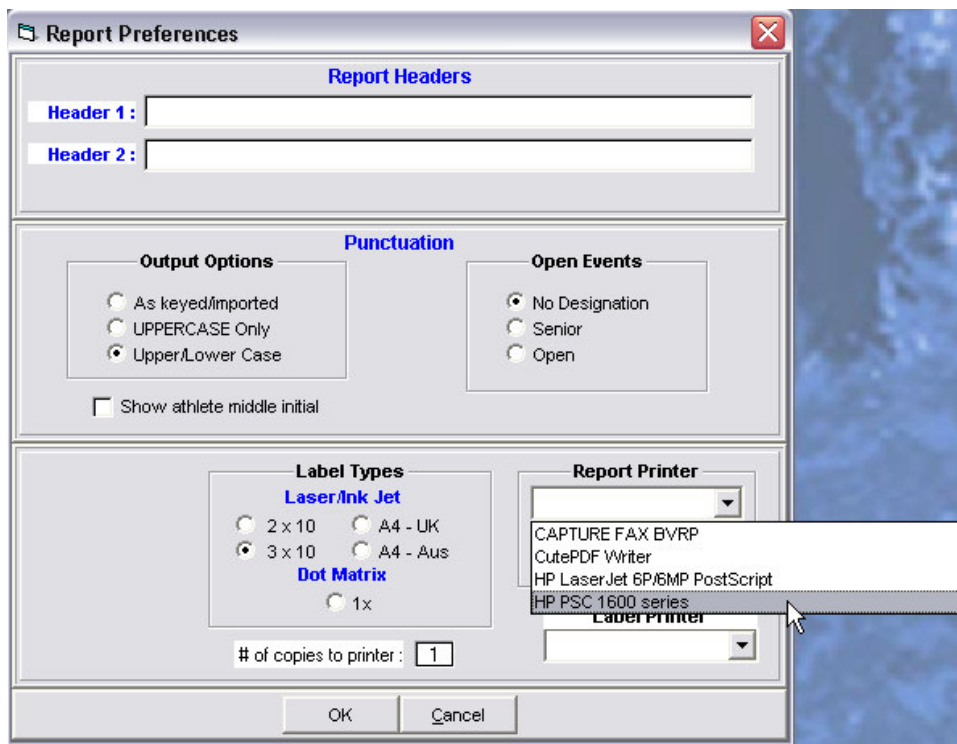 Report Preferences
Report Headers
Header 1 :
Header 2 :
Punctuation
Output Options
As keyed/imported
UPPERCASE Only
Upper/Lower Case
Show athlete middle initial
Open Events
No Designation
Senior
Open
Label Types
Laser/Ink Jet
2 x 10 A4 - UK
3 x 10 A4 - Aus
Dot Matrix
1x
# of copies to printer : 1
Report Printer
CAPTURE FAX BVRP
CutePDF Writer
HP LaserJet 6P/6MP PostScript
HP PSC 1600 series
Label Printer
OK Cancel